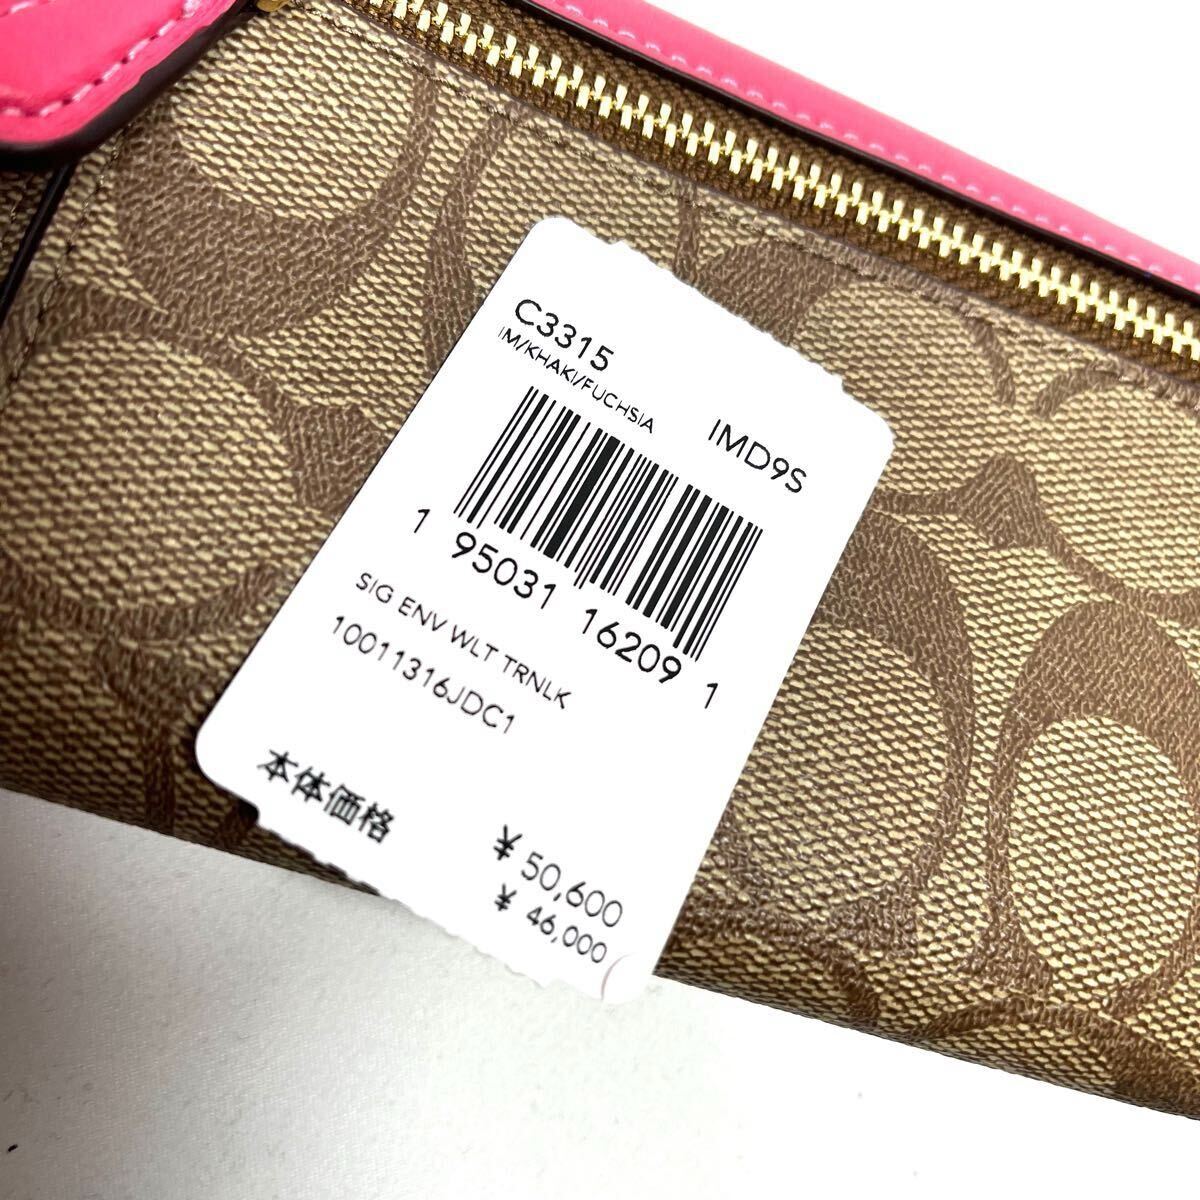 C3315
IM/KHAKI/FUCHSIA
IMD9S
1 95031 16209 1
SIG ENV WLT TRNLK
10011316JDC1
本体価格
¥ 50,600
¥ 46,000